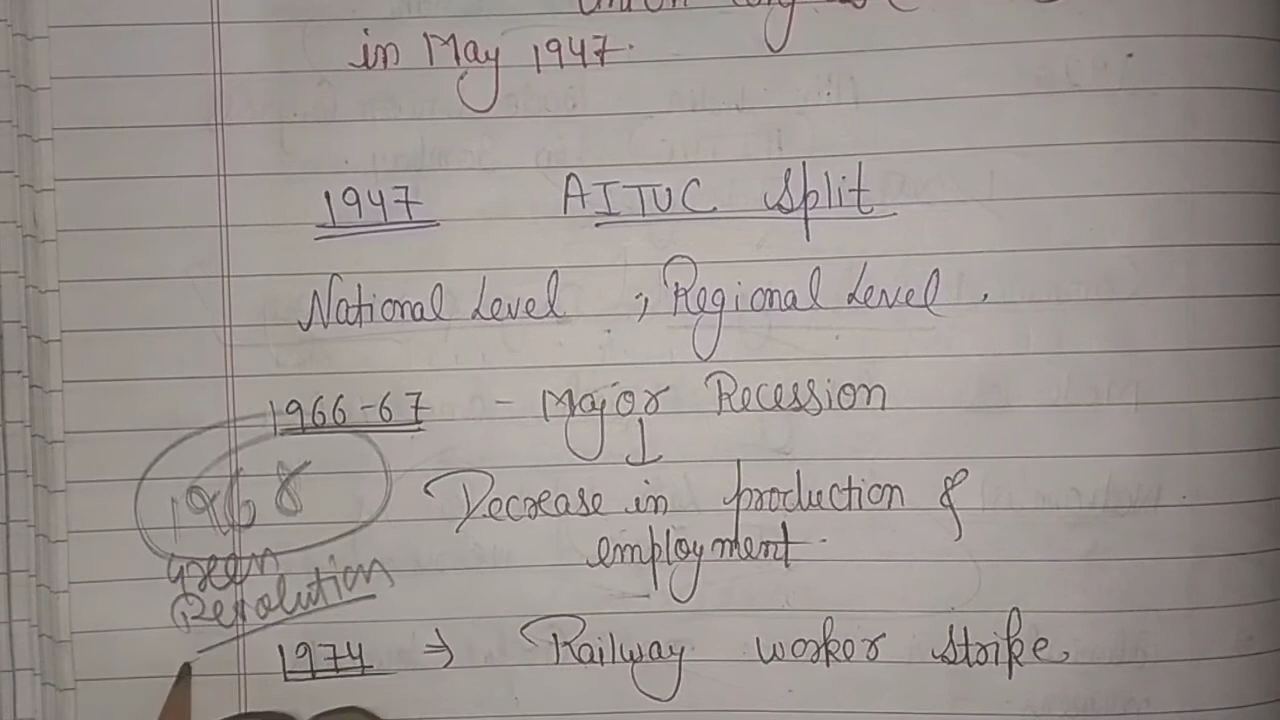 in May 1947.
1947 AITUC split
National Level , Regional Level .
1966-67 - Major Recession
↓
1968
Decrease in production &
employment.
Green
Revolution
1974 ⇒ Railway worker strike.